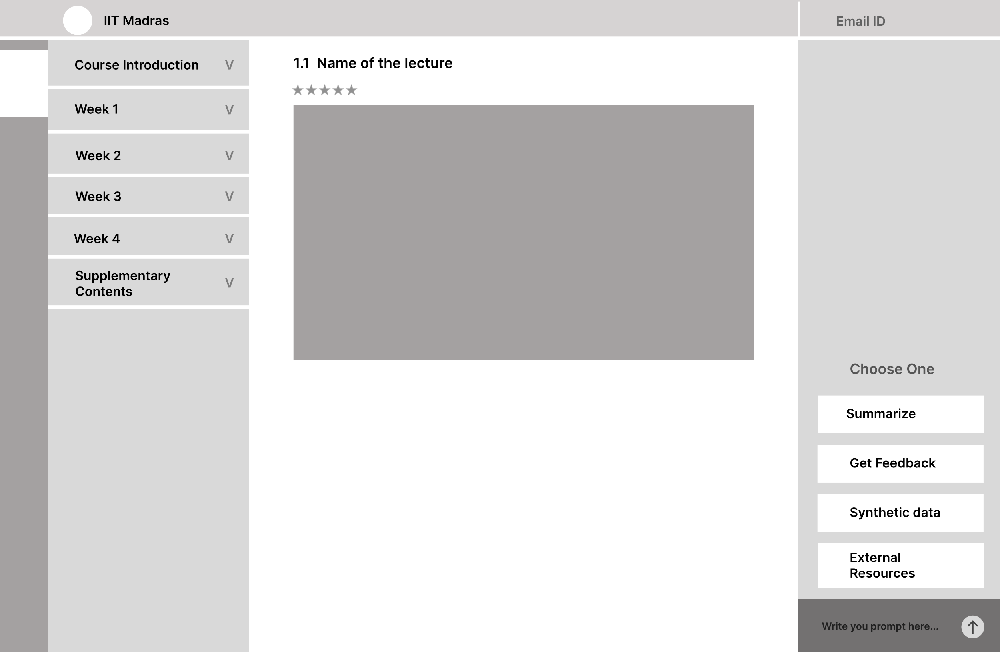 IIT Madras
Email ID
Course Introduction V
Week 1 V
Week 2 V
Week 3 V
Week 4 V
Supplementary
Contents
V
1.1 Name of the lecture
Choose One
Summarize
Get Feedback
Synthetic data
External
Resources
Write you prompt here...